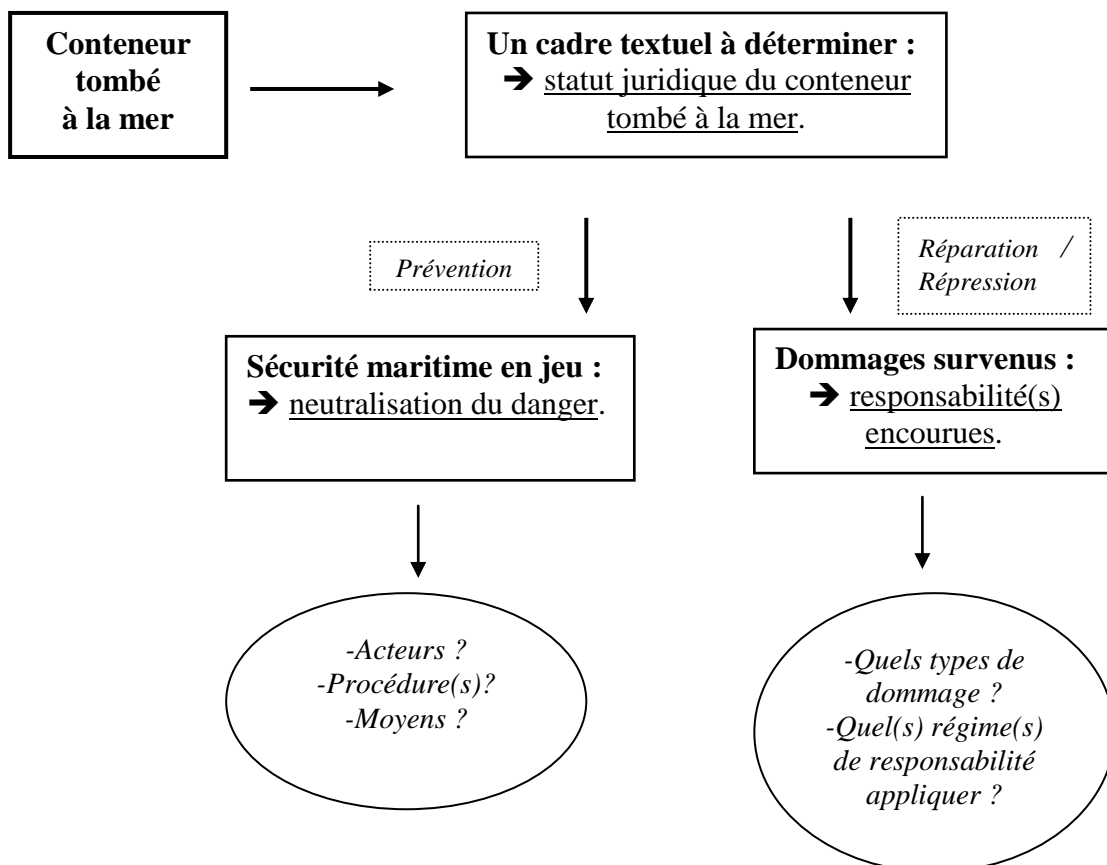 Conteneur
tombé
à la mer
Un cadre textuel à déterminer :
➔ statut juridique du conteneur
tombé à la mer.
Prévention
Réparation /
Répression
Sécurité maritime en jeu :
➔ neutralisation du danger.
Dommages survenus :
➔ responsabilité(s)
encourues.
-Acteurs ?
-Procédure(s)?
-Moyens ?
-Quels types de
dommage ?
-Quel(s) régime(s)
de responsabilité
appliquer ?